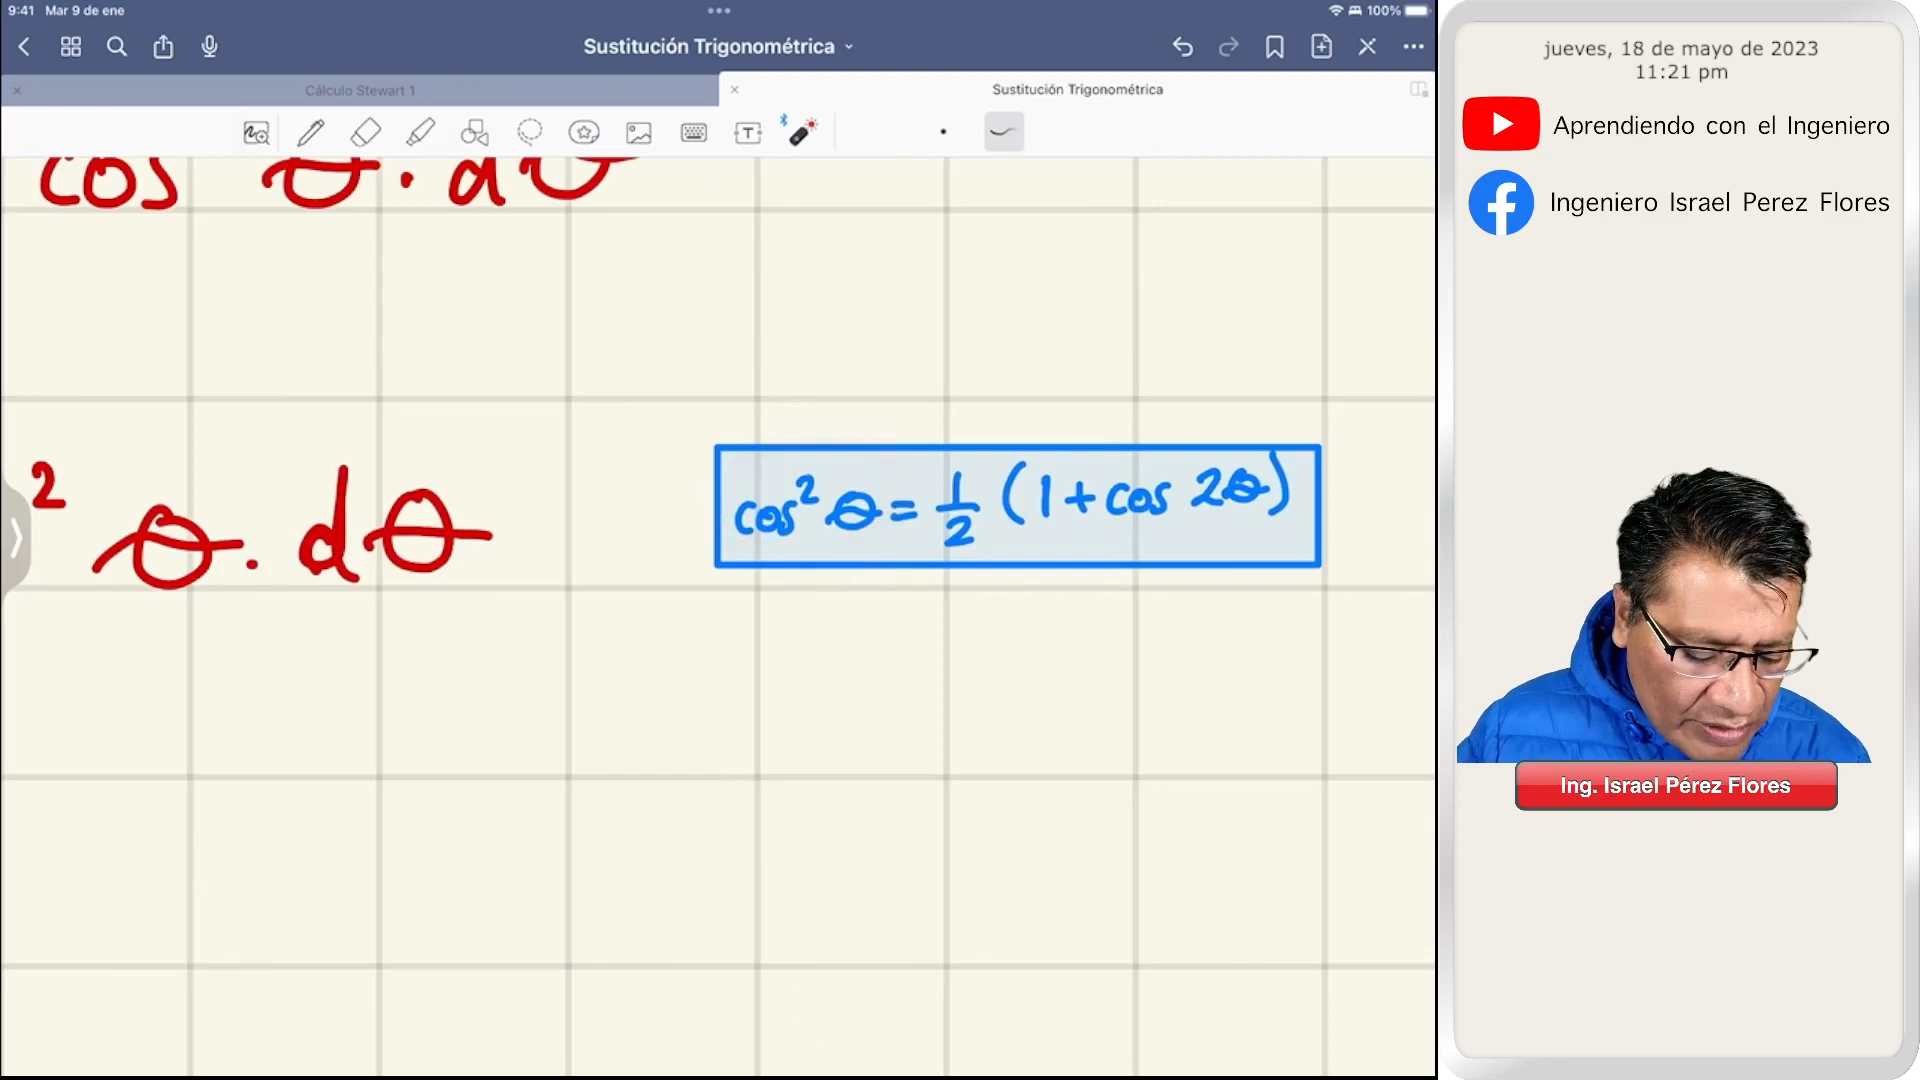 9:41 Mar 9 de ene
100%
Sustitución Trigonométrica
Cálculo Stewart 1
Sustitución Trigonométrica
cos θ · dθ
² θ · dθ
cos² θ = 1/2 (1 + cos 2θ)
jueves, 18 de mayo de 2023
11:21 pm
Aprendiendo con el Ingeniero
Ingeniero Israel Perez Flores
Ing. Israel Pérez Flores